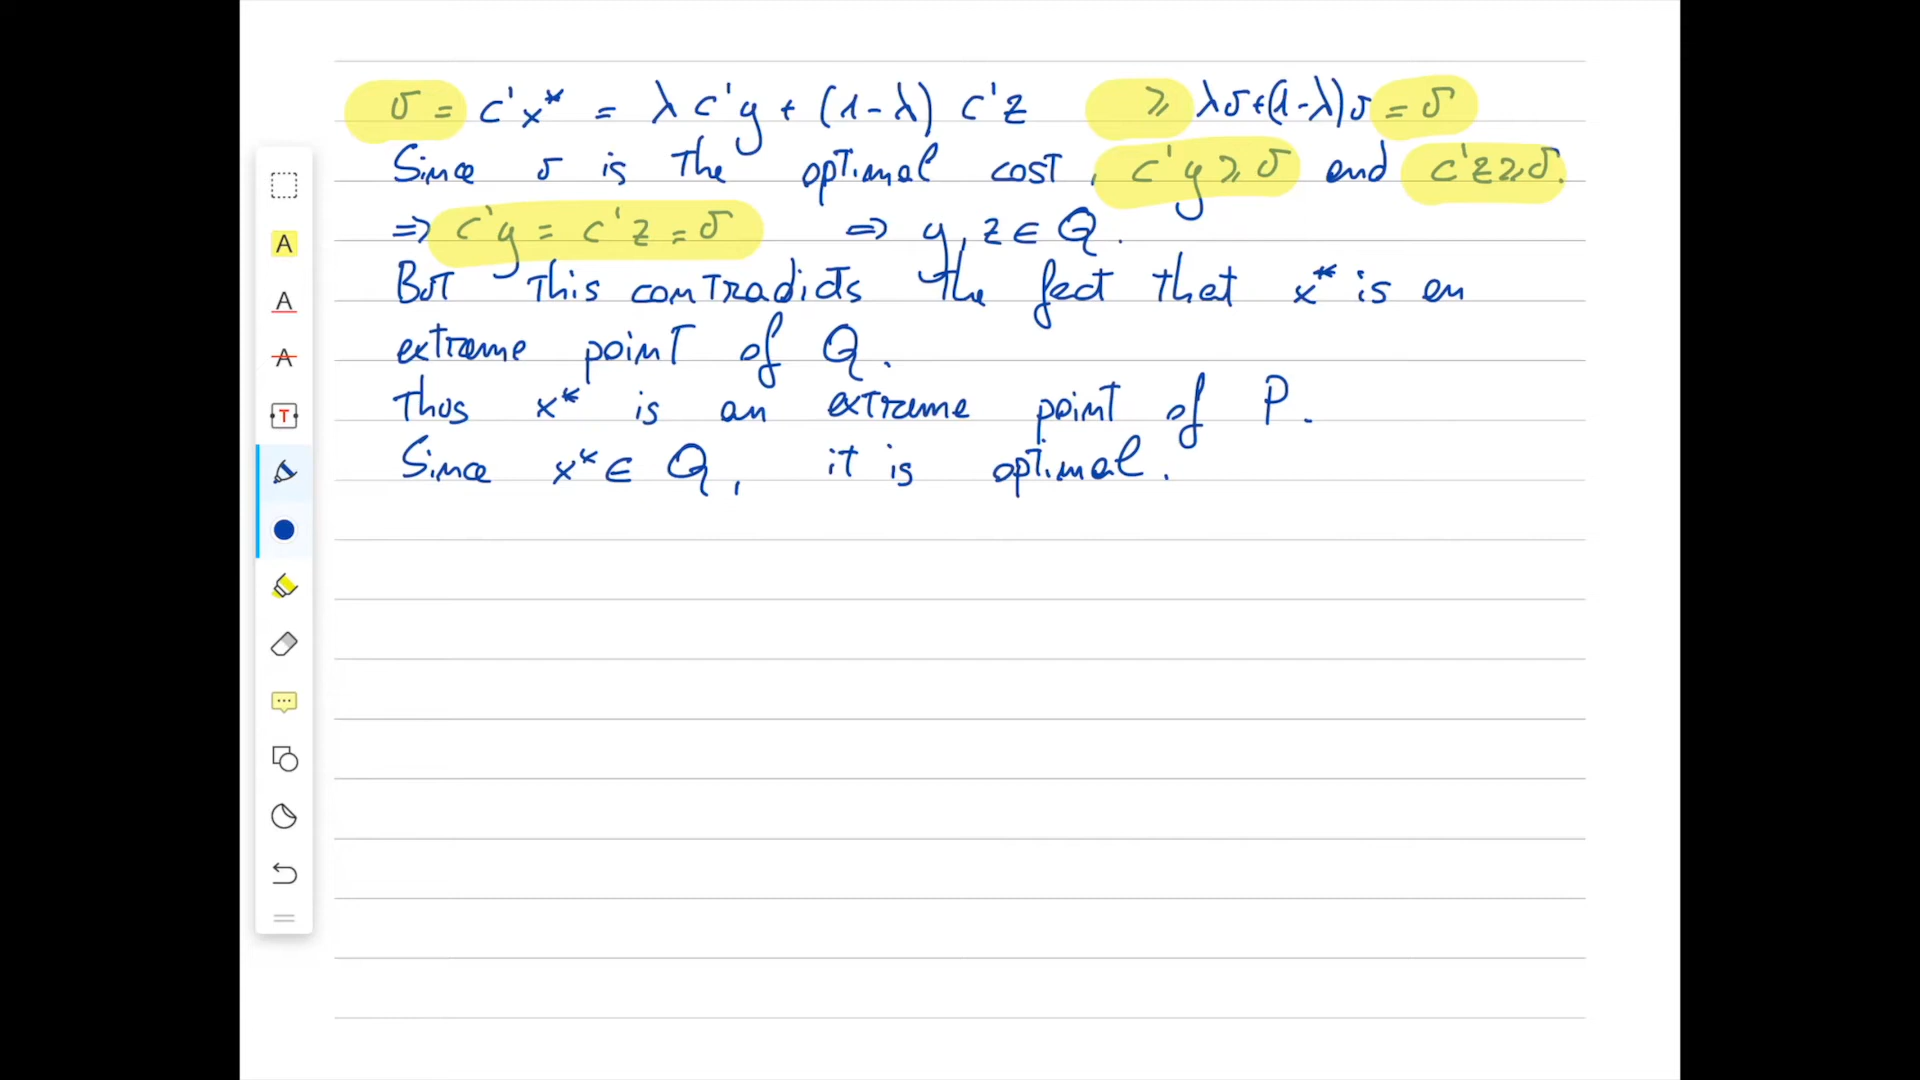 σ = c'x* = λ c'y + (1-λ) c'z ≥ λσ+(1-λ)σ = σ
Since σ is the optimal cost, c'y ≥ σ and c'z ≥ σ.
⇒ c'y = c'z = σ ⇒ y, z ∈ Q.
But this contradicts the fact that x* is an
extreme point of Q.
Thus x* is an extreme point of P.
Since x* ∈ Q, it is optimal.
A
A
A
T